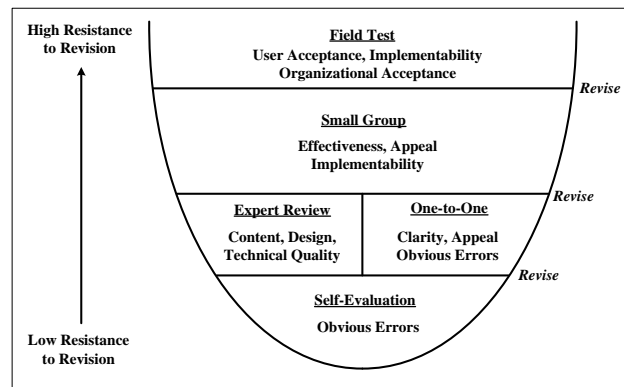 High Resistance
to Revision
Field Test
User Acceptance, Implementability
Organizational Acceptance
Revise
Small Group
Effectiveness, Appeal
Implementability
Revise
Expert Review
Content, Design,
Technical Quality
One-to-One
Clarity, Appeal
Obvious Errors
Revise
Self-Evaluation
Obvious Errors
Low Resistance
to Revision